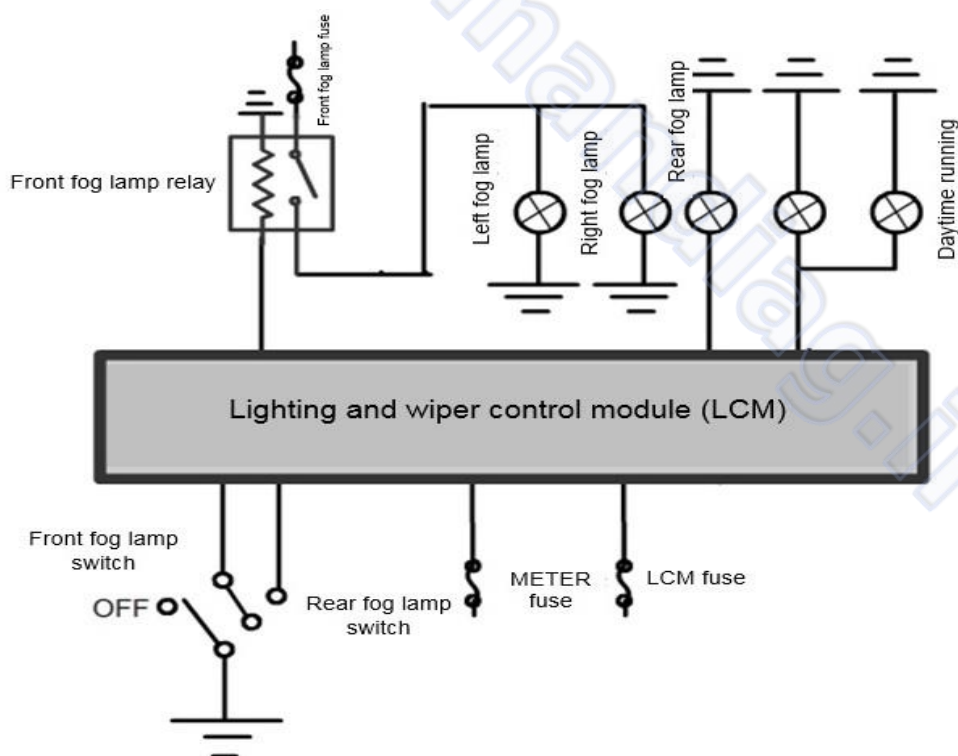 Front fog lamp fuse
Front fog lamp relay
Left fog lamp
Right fog lamp
Rear fog lamp
Daytime running
Lighting and wiper control module (LCM)
Front fog lamp
switch
OFF
Rear fog lamp
switch
METER
fuse
LCM fuse